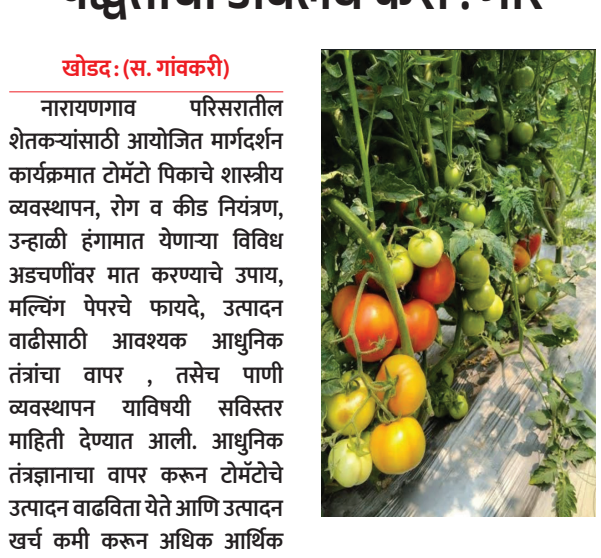 खोडद : (स. गांवकरी)
नारायणगाव परिसरातील
शेतकऱ्यांसाठी आयोजित मार्गदर्शन
कार्यक्रमात टोमॅटो पिकाचे शास्त्रीय
व्यवस्थापन, रोग व कीड नियंत्रण,
उन्हाळी हंगामात येणाऱ्या विविध
अडचणींवर मात करण्याचे उपाय,
मल्चिंग पेपरचे फायदे, उत्पादन
वाढीसाठी आवश्यक आधुनिक
तंत्रांचा वापर , तसेच पाणी
व्यवस्थापन याविषयी सविस्तर
माहिती देण्यात आली. आधुनिक
तंत्रज्ञानाचा वापर करून टोमॅटोचे
उत्पादन वाढविता येते आणि उत्पादन
खर्च कमी करून अधिक आर्थिक